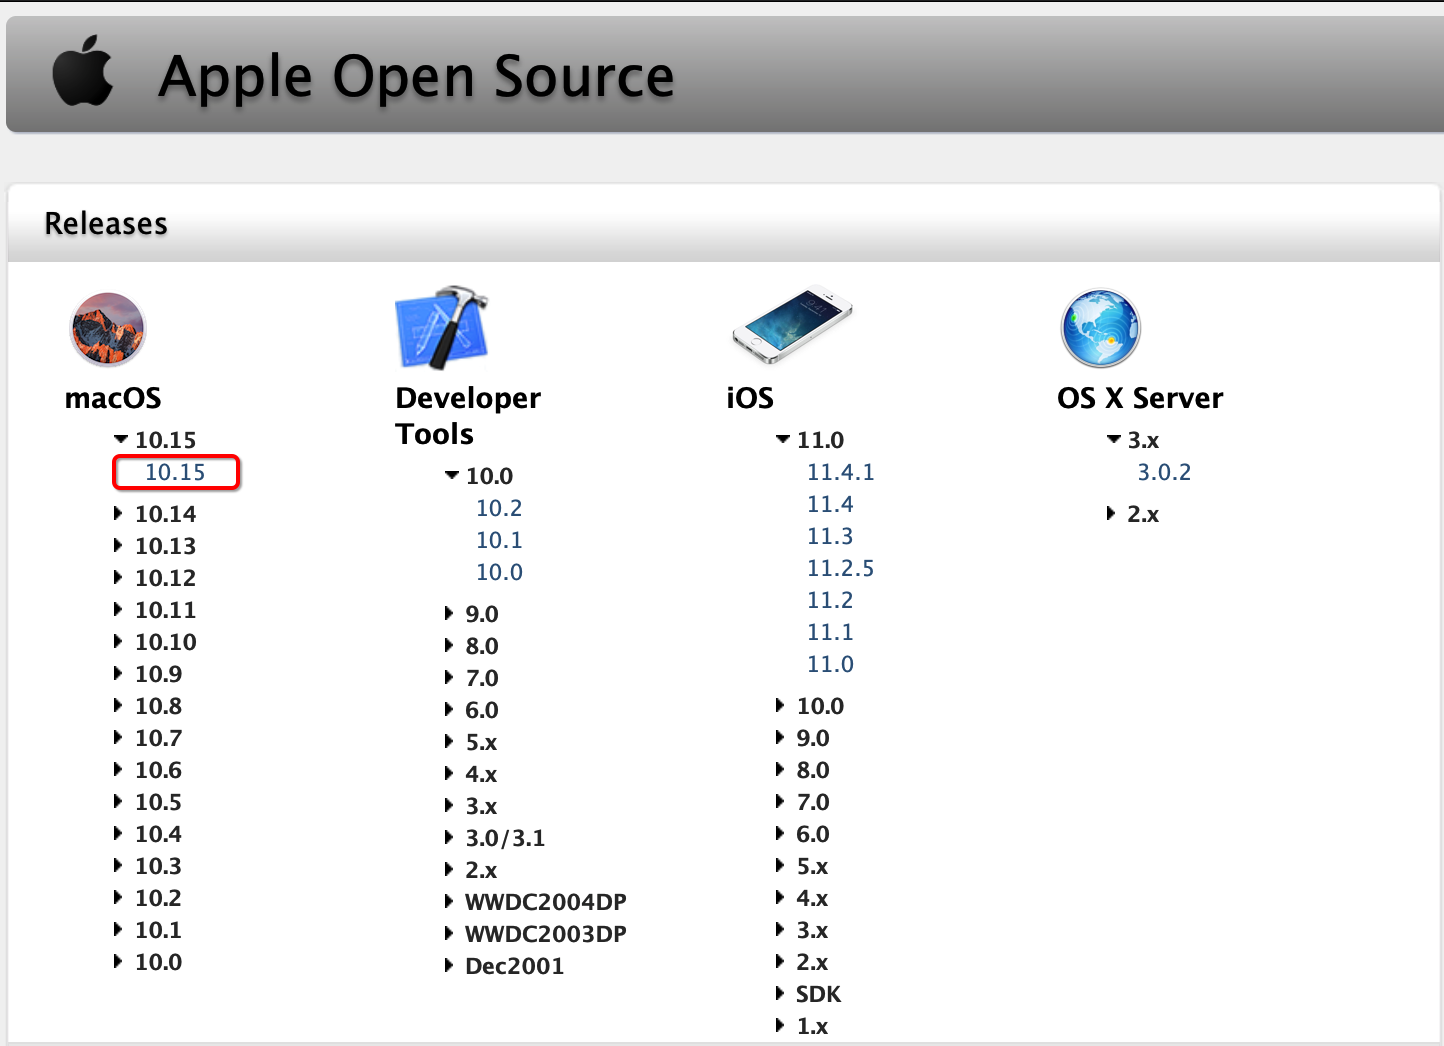 Apple Open Source
Releases
macOS
10.15
10.15
10.14
10.13
10.12
10.11
10.10
10.9
10.8
10.7
10.6
10.5
10.4
10.3
10.2
10.1
10.0
Developer
Tools
10.0
10.2
10.1
10.0
9.0
8.0
7.0
6.0
5.x
4.x
3.x
3.0/3.1
2.x
WWDC2004DP
WWDC2003DP
Dec2001
9:41
iOS
11.0
11.4.1
11.4
11.3
11.2.5
11.2
11.1
11.0
10.0
9.0
8.0
7.0
6.0
5.x
4.x
3.x
2.x
SDK
1.x
OS X Server
3.x
3.0.2
2.x